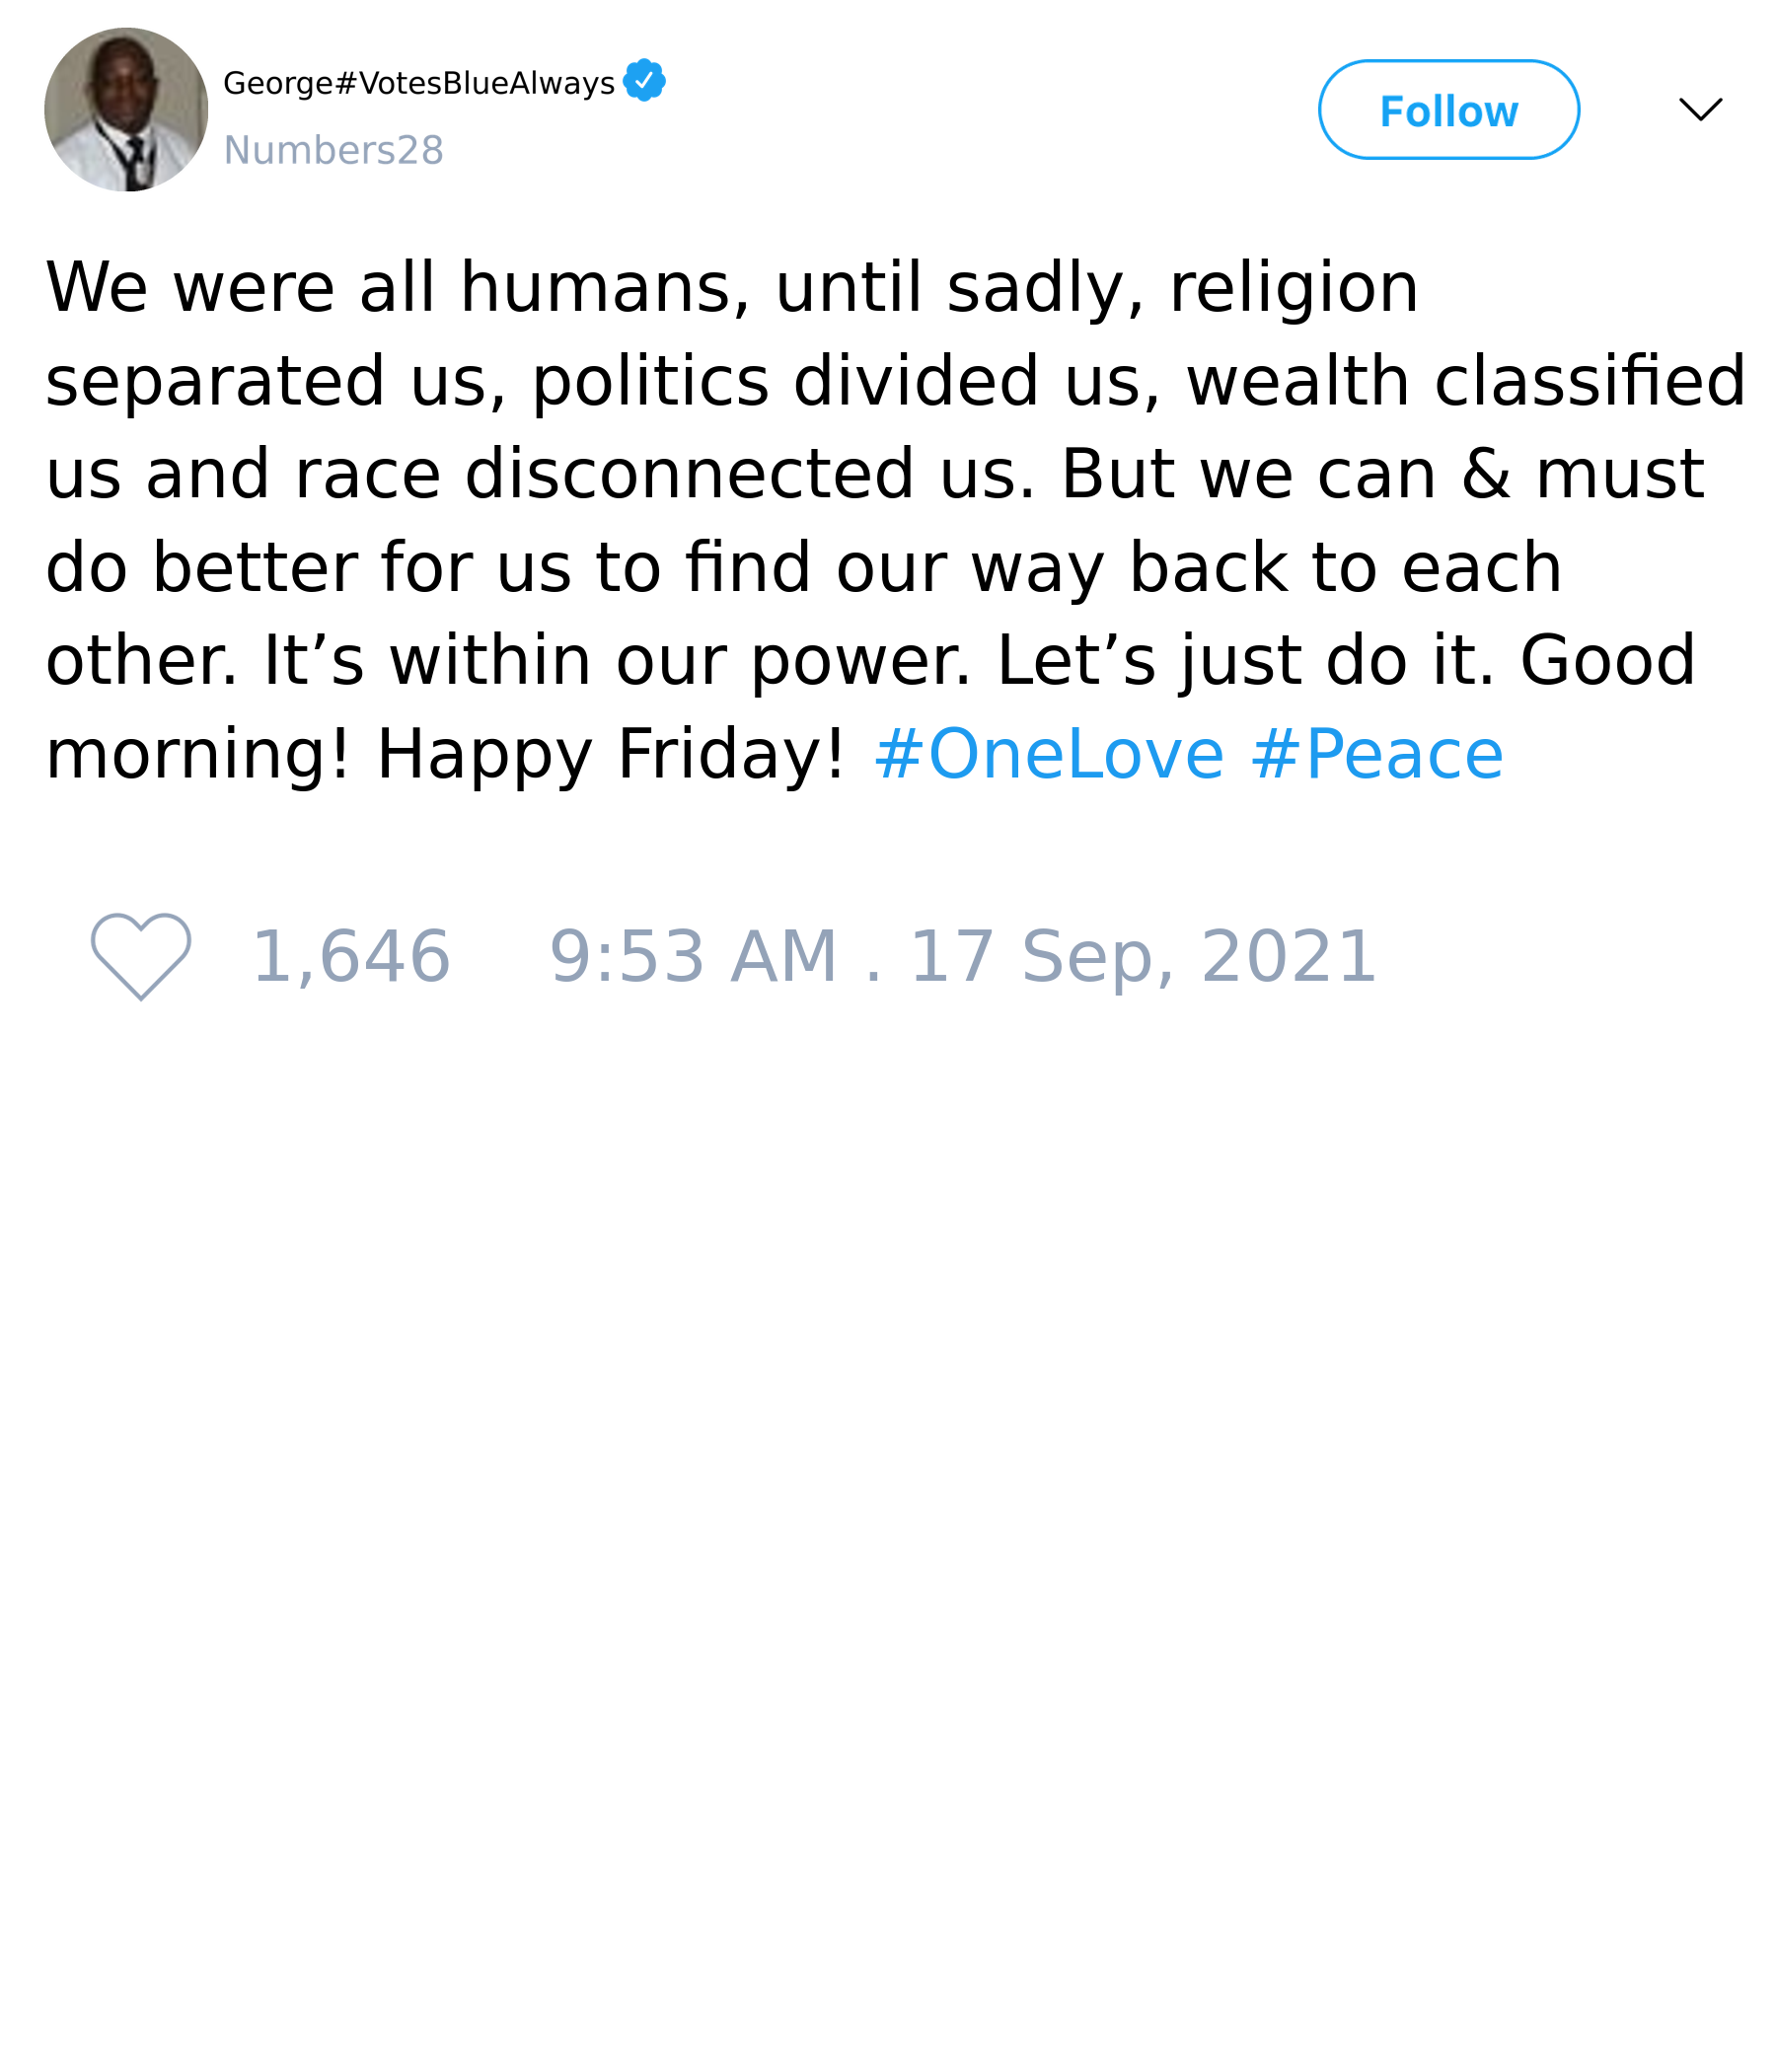 George#VotesBlueAlways
Numbers28
Follow
We were all humans, until sadly, religion
separated us, politics divided us, wealth classified
us and race disconnected us. But we can & must
do better for us to find our way back to each
other. It’s within our power. Let’s just do it. Good
morning! Happy Friday! #OneLove #Peace
1,646 9:53 AM . 17 Sep, 2021